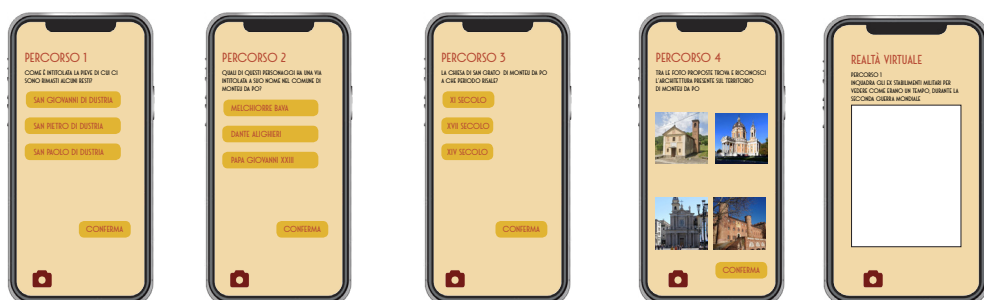 PERCORSO 1
COME È INTITOLATA LA PIEVE DI CUI CI
SONO RIMASTI ALCUNI RESTI?
SAN GIOVANNI DI DUSTRIA
SAN PIETRO DI DUSTRIA
SAN PAOLO DI DUSTRIA
CONFERMA
PERCORSO 2
QUALI DI QUESTI PERSONAGGI HA UNA VIA
INTITOLATA A SUO NOME NEL COMUNE DI
MONTEU DA PO?
MELCHIORRE BAVA
DANTE ALIGHIERI
PAPA GIOVANNI XXIII
CONFERMA
PERCORSO 3
LA CHIESA DI SAN GRATO DI MONTEU DA PO
A CHE PERIODO RISALE?
XI SECOLO
XVII SECOLO
XIV SECOLO
CONFERMA
PERCORSO 4
TRA LE FOTO PROPOSTE TROVA E RICONOSCI
L'ARCHITETTURA PRESENTE SUL TERRITORIO
DI MONTEU DA PO
CONFERMA
REALTÀ VIRTUALE
PERCORSO 1
INQUADRA GLI EX STABILIMENTI MILITARI PER
VEDERE COME ERANO UN TEMPO, DURANTE LA
SECONDA GUERRA MONDIALE